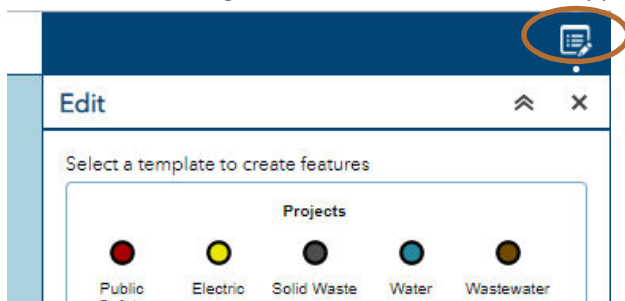 Edit
Select a template to create features
Projects
Public Electric Solid Waste Water Wastewater